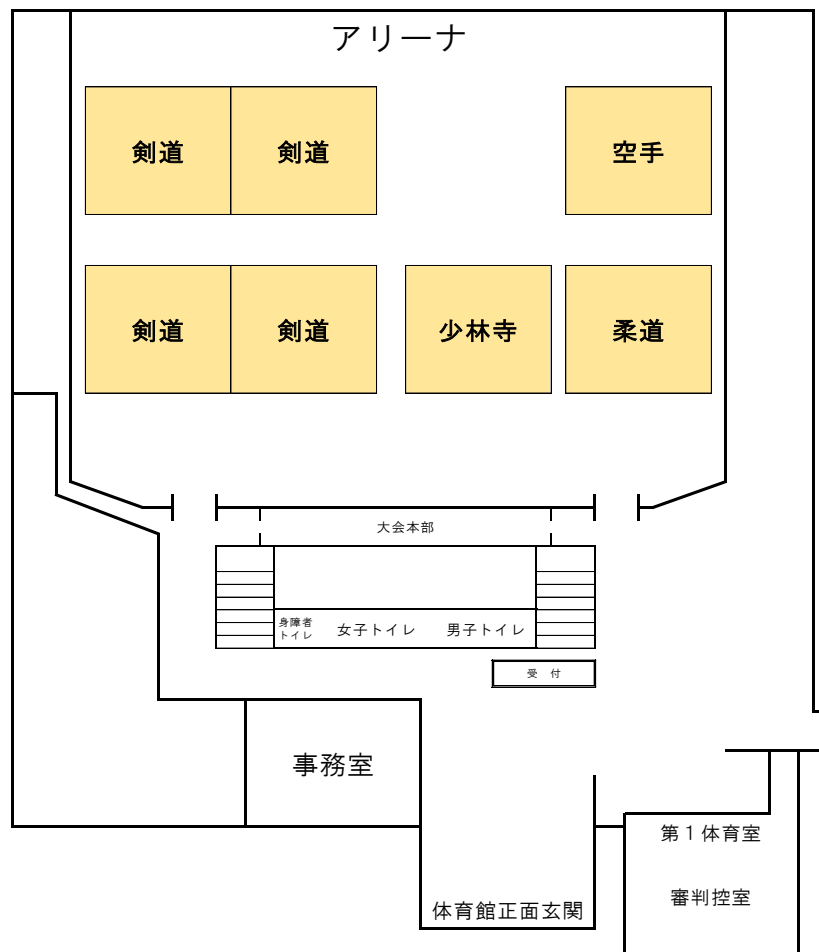 アリーナ
剣道 剣道 空手
剣道 剣道 少林寺 柔道
大会本部
身障者
トイレ
女子トイレ 男子トイレ
受 付
事務室
第１体育室
審判控室
体育館正面玄関